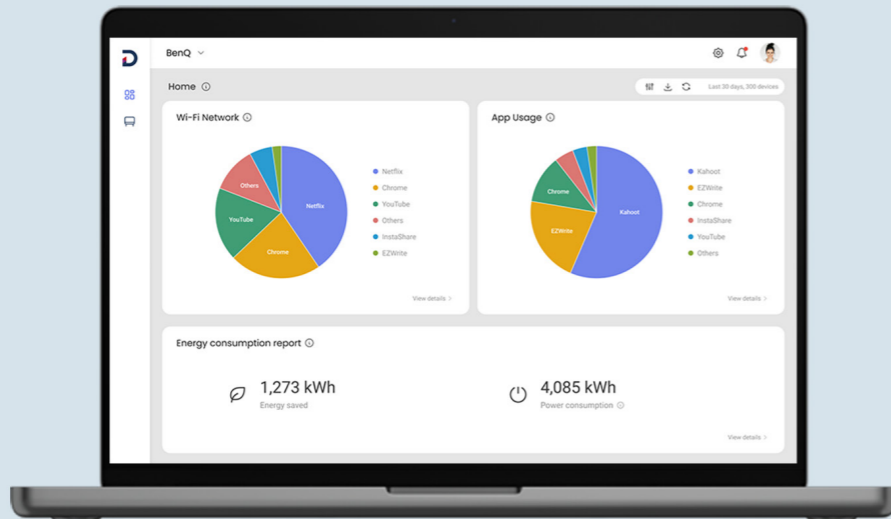 BenQ
Home
Last 30 days, 300 devices
Wi-Fi Network
Others
Netflix
YouTube
Chrome
Netflix
Chrome
YouTube
Others
InstaShare
EZWrite
View details >
App Usage
Chrome
Kahoot
EZWrite
Kahoot
EZWrite
Chrome
InstaShare
YouTube
Others
View details >
Energy consumption report
1,273 kWh
Energy saved
4,085 kWh
Power consumption
View details >